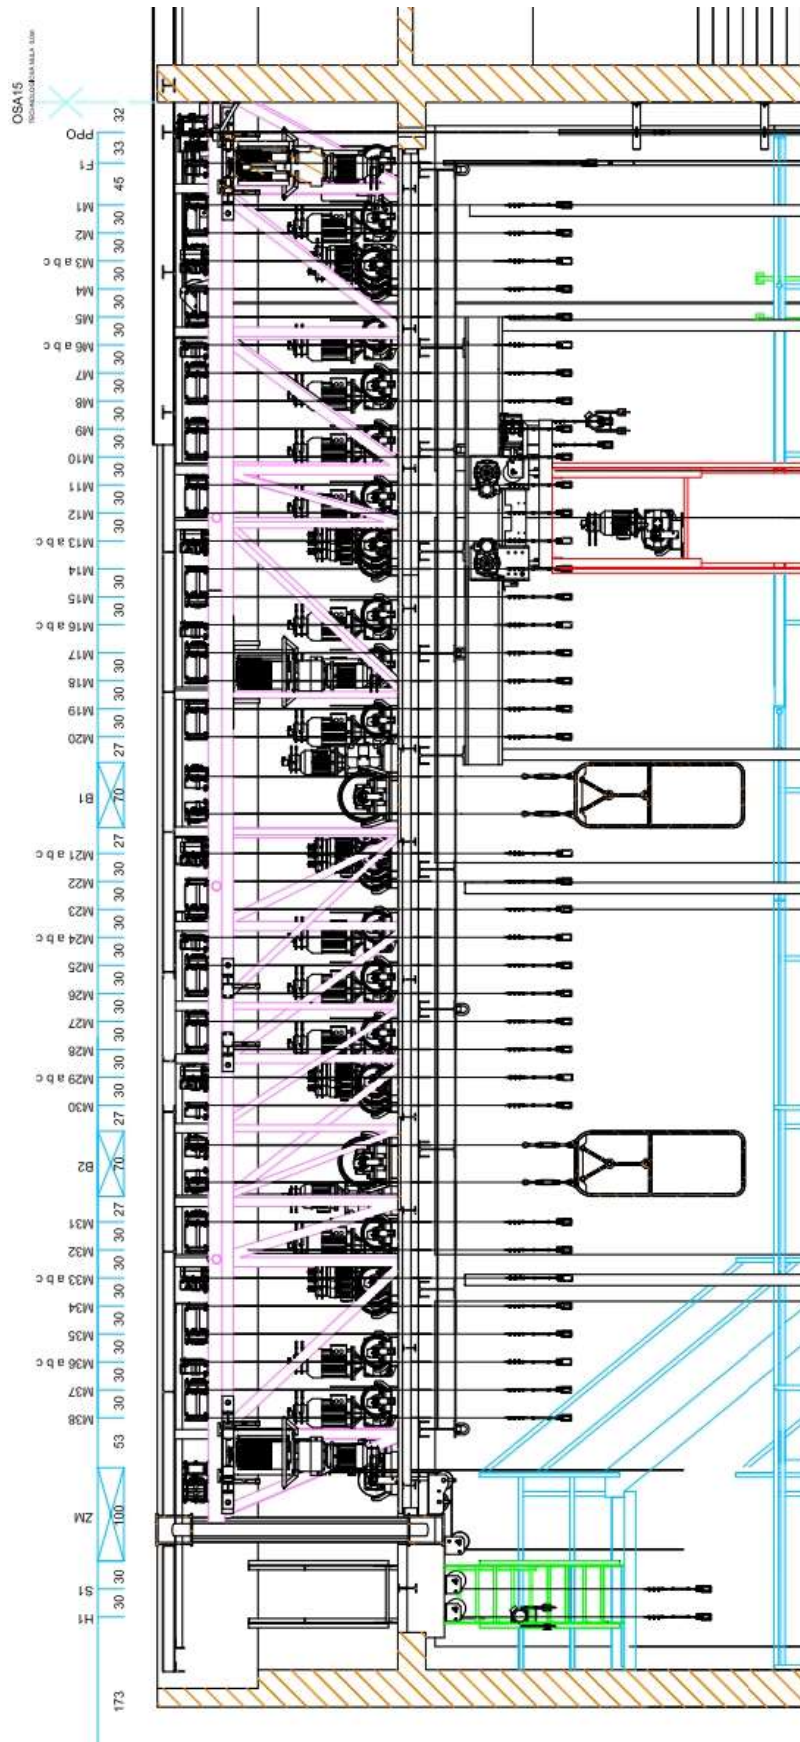 OSA15
32
PPO
33
F1
45
M1
30
M2
30
M3 a b c
30
M4
30
M5
30
M6 a b c
30
M7
30
M8
30
M9
30
M10
30
M11
30
M12
30
M13 a b c
M14
30
M15
30
M16 a b c
M17
30
M18
30
M19
30
M20
27
B1
70
27
M21 a b c
30
M22
30
M23
30
M24 a b c
30
M25
30
M26
30
M27
30
M28
30
M29 a b c
30
M30
27
B2
70
27
M31
30
M32
30
M33 a b c
30
M34
30
M35
30
M36 a b c
30
M37
30
M38
53
ZM
100
30
S1
30
H1
173